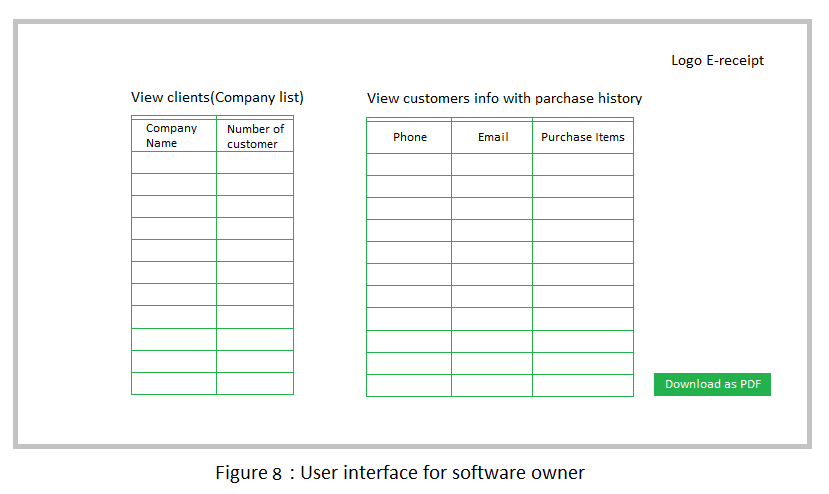 Logo E-receipt
View clients(Company list)
View customers info with parchase history
Company
Name
Number of
customer
Phone
Email
Purchase Items
Download as PDF
Figure 8 : User interface for software owner